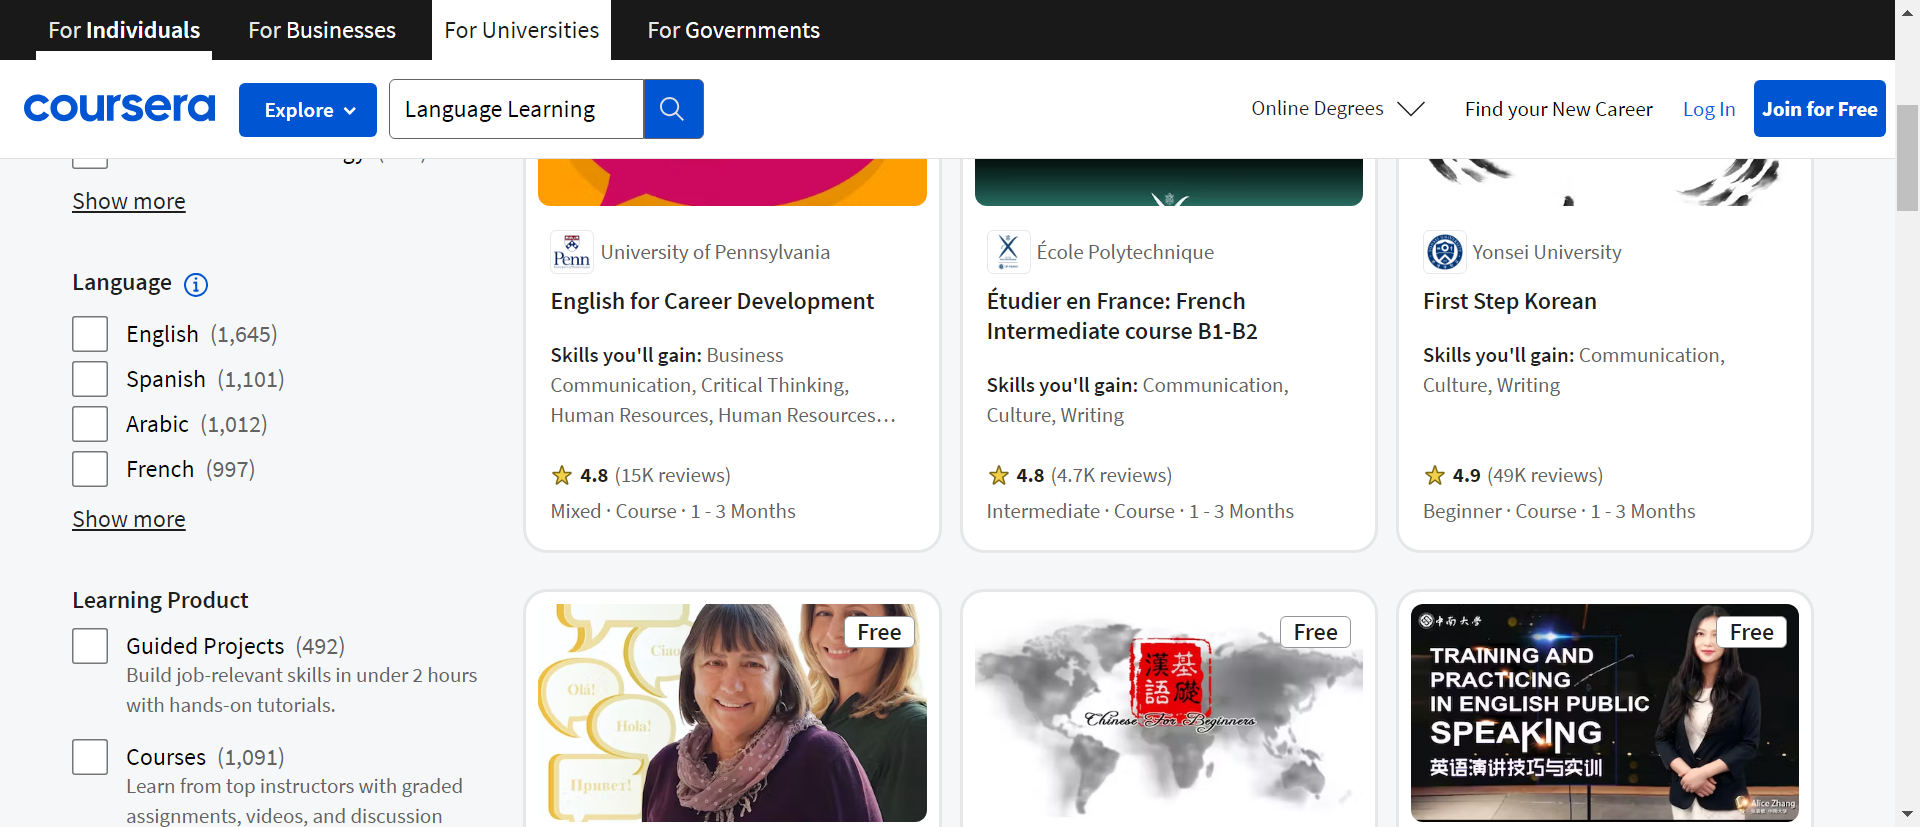 For Individuals
For Businesses
For Universities
For Governments
coursera
Explore
Language Learning
Online Degrees
Find your New Career
Log In
Join for Free
Show more
Language
English (1,645)
Spanish (1,101)
Arabic (1,012)
French (997)
Show more
Learning Product
Guided Projects (492)
Build job-relevant skills in under 2 hours
with hands-on tutorials.
Courses (1,091)
Learn from top instructors with graded
assignments, videos, and discussion
Penn
University of Pennsylvania
English for Career Development
Skills you'll gain: Business
Communication, Critical Thinking,
Human Resources, Human Resources…
4.8 (15K reviews)
Mixed · Course · 1 - 3 Months
École Polytechnique
Étudier en France: French
Intermediate course B1-B2
Skills you'll gain: Communication,
Culture, Writing
4.8 (4.7K reviews)
Intermediate · Course · 1 - 3 Months
Yonsei University
First Step Korean
Skills you'll gain: Communication,
Culture, Writing
4.9 (49K reviews)
Beginner · Course · 1 - 3 Months
Free
Ciao
Olá!
Hola!
Привет!
Free
漢語
基礎
Chinese For Beginners
Free
中南大学
TRAINING AND
PRACTICING
IN ENGLISH PUBLIC
SPEAKING
英语演讲技巧与实训
Alice Zhang